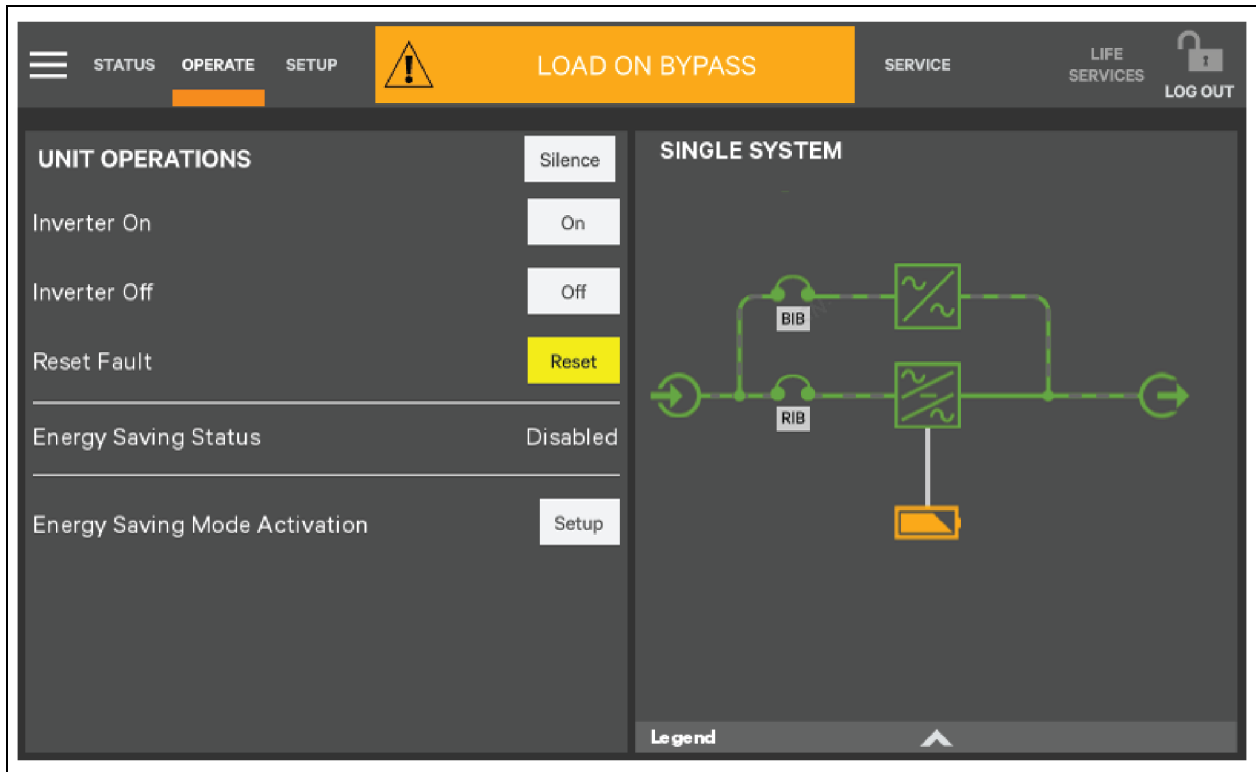 STATUS OPERATE SETUP LOAD ON BYPASS SERVICE LIFE
SERVICES
LOG OUT
UNIT OPERATIONS Silence
Inverter On On
Inverter Off Off
Reset Fault Reset
Energy Saving Status Disabled
Energy Saving Mode Activation Setup
SINGLE SYSTEM
BIB
RIB
Legend